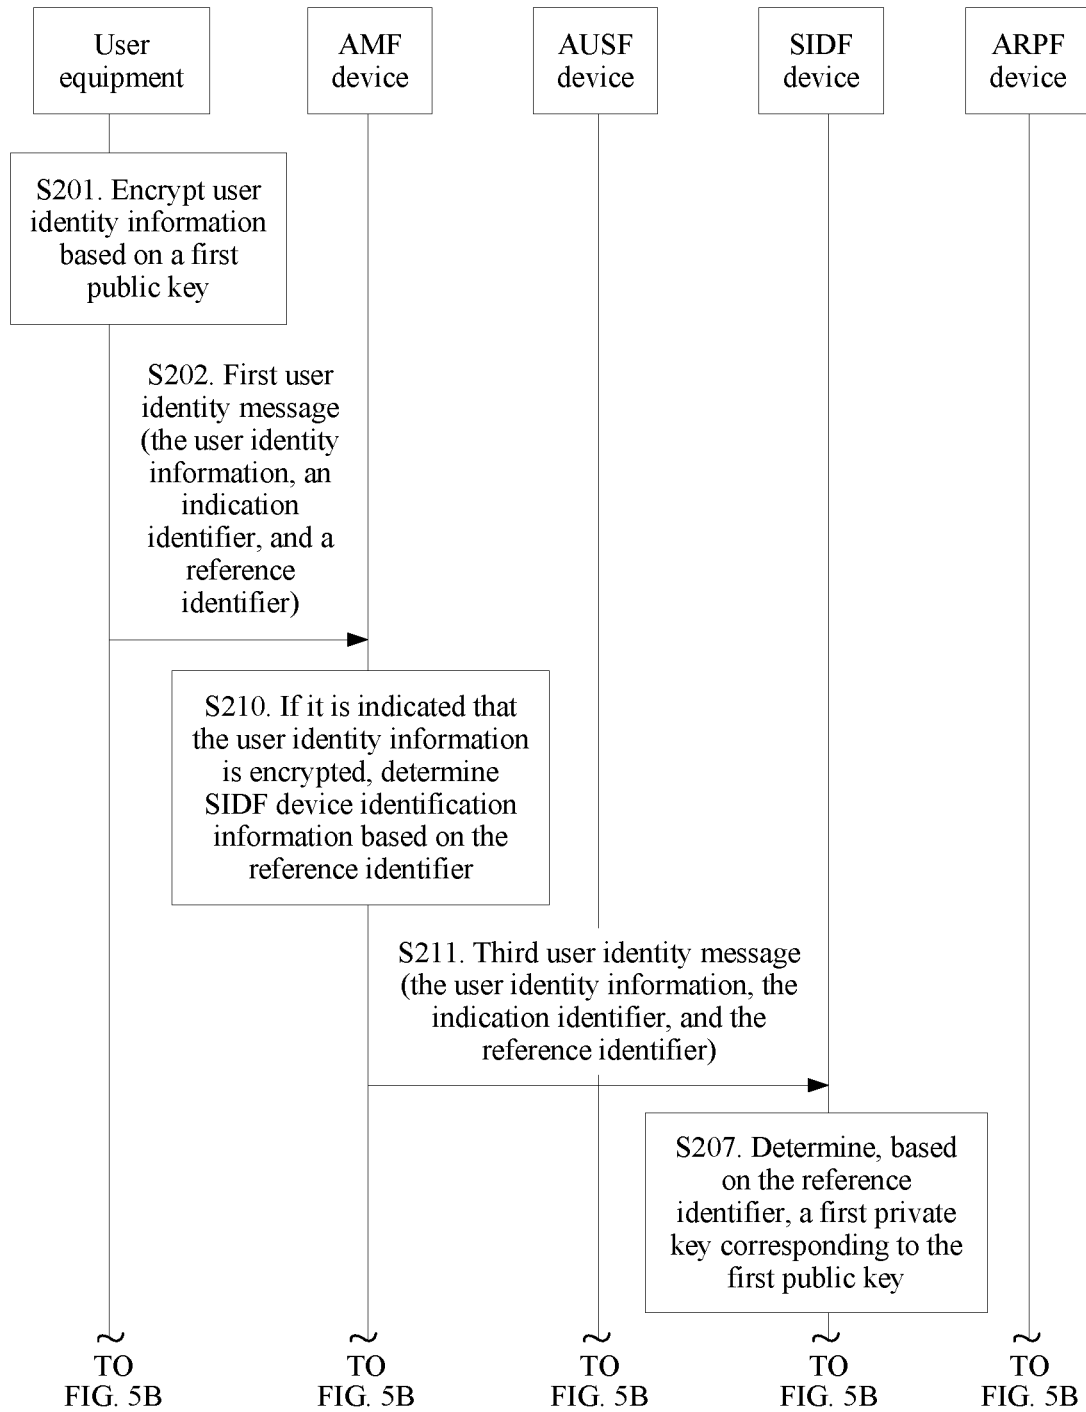 User
equipment
AMF
device
AUSF
device
SIDF
device
ARPF
device
S201. Encrypt user
identity information
based on a first
public key
S202. First user
identity message
(the user identity
information, an
indication
identifier, and a
reference
identifier)
S210. If it is indicated that
the user identity information
is encrypted, determine
SIDF device identification
information based on the
reference identifier
S211. Third user identity message
(the user identity information, the
indication identifier, and the
reference identifier)
S207. Determine, based
on the reference
identifier, a first private
key corresponding to the
first public key
TO
FIG. 5B
TO
FIG. 5B
TO
FIG. 5B
TO
FIG. 5B
TO
FIG. 5B